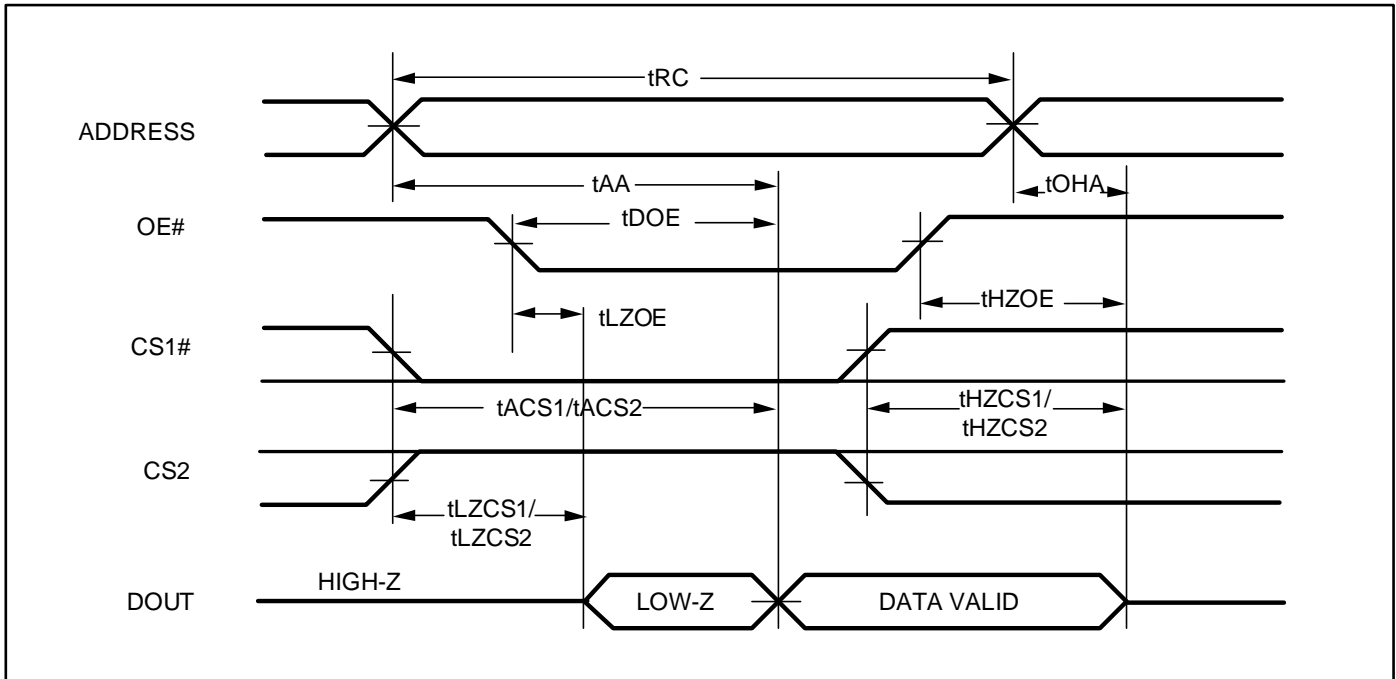 tRC
ADDRESS
tAA
tOHA
OE#
tDOE
tHZOE
tLZOE
CS1#
tACS1/tACS2
tHZCS1/
tHZCS2
CS2
tLZCS1/
tLZCS2
HIGH-Z
DOUT
LOW-Z
DATA VALID